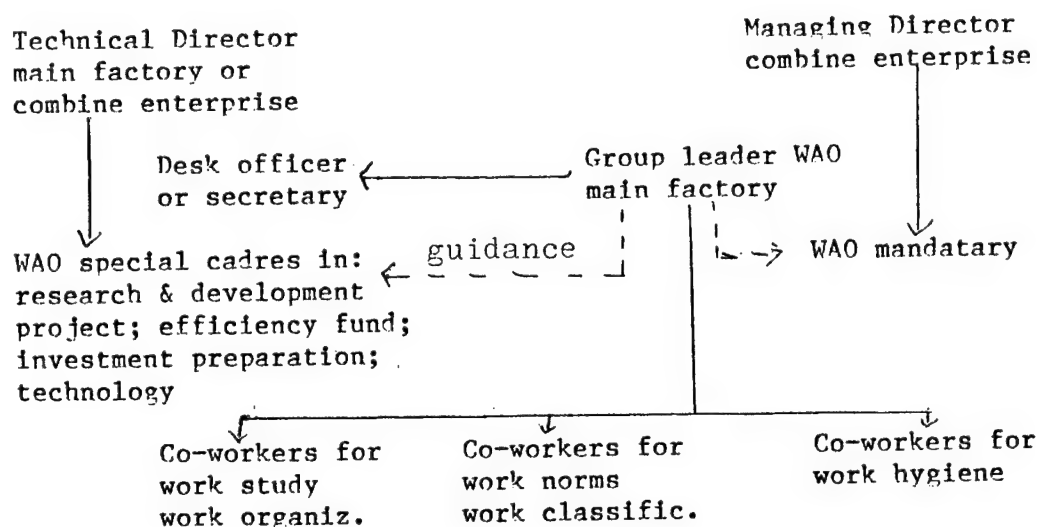 Technical Director
main factory or
combine enterprise
Managing Director
combine enterprise
Desk officer
or secretary
Group leader WAO
main factory
WAO special cadres in:
research & development
project; efficiency fund;
investment preparation;
technology
guidance
WAO mandatary
Co-workers for
work study
work organiz.
Co-workers for
work norms
work classific.
Co-workers for
work hygiene